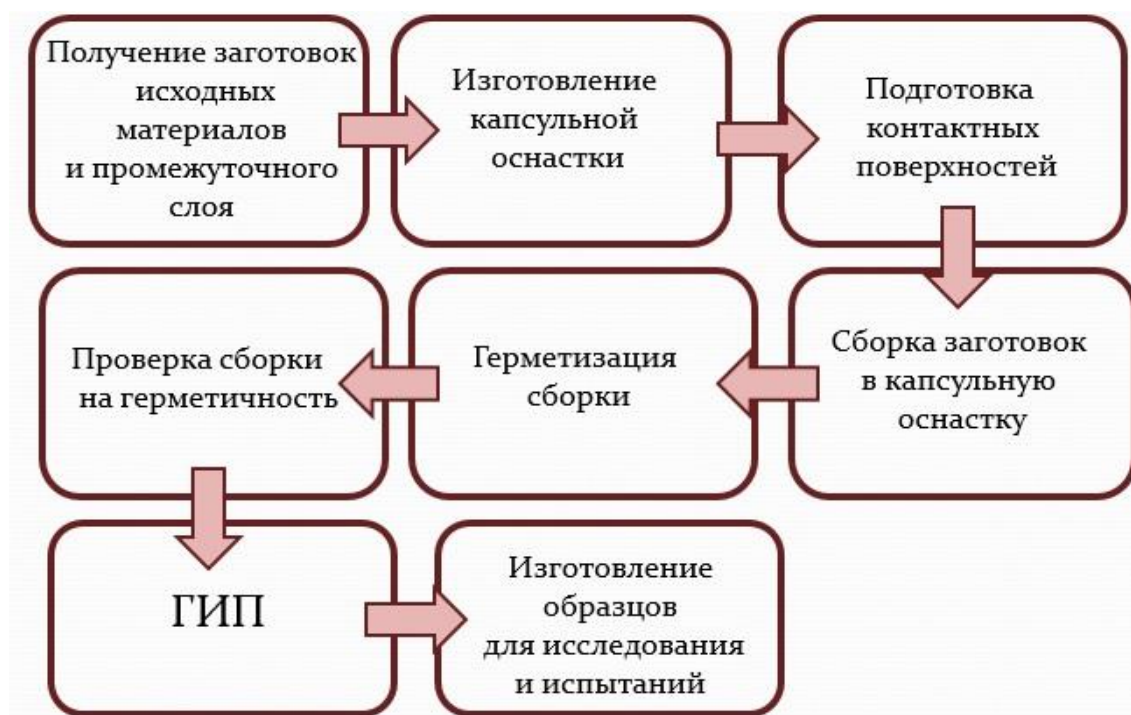 Получение заготовок
исходных
материалов
и промежуточного
слоя
Изготовление
капсульной
оснастки
Подготовка
контактных
поверхностей
Сборка заготовок
в капсульную
оснастку
Герметизация
сборки
Проверка сборки
на герметичность
ГИП
Изготовление
образцов
для исследования
и испытаний